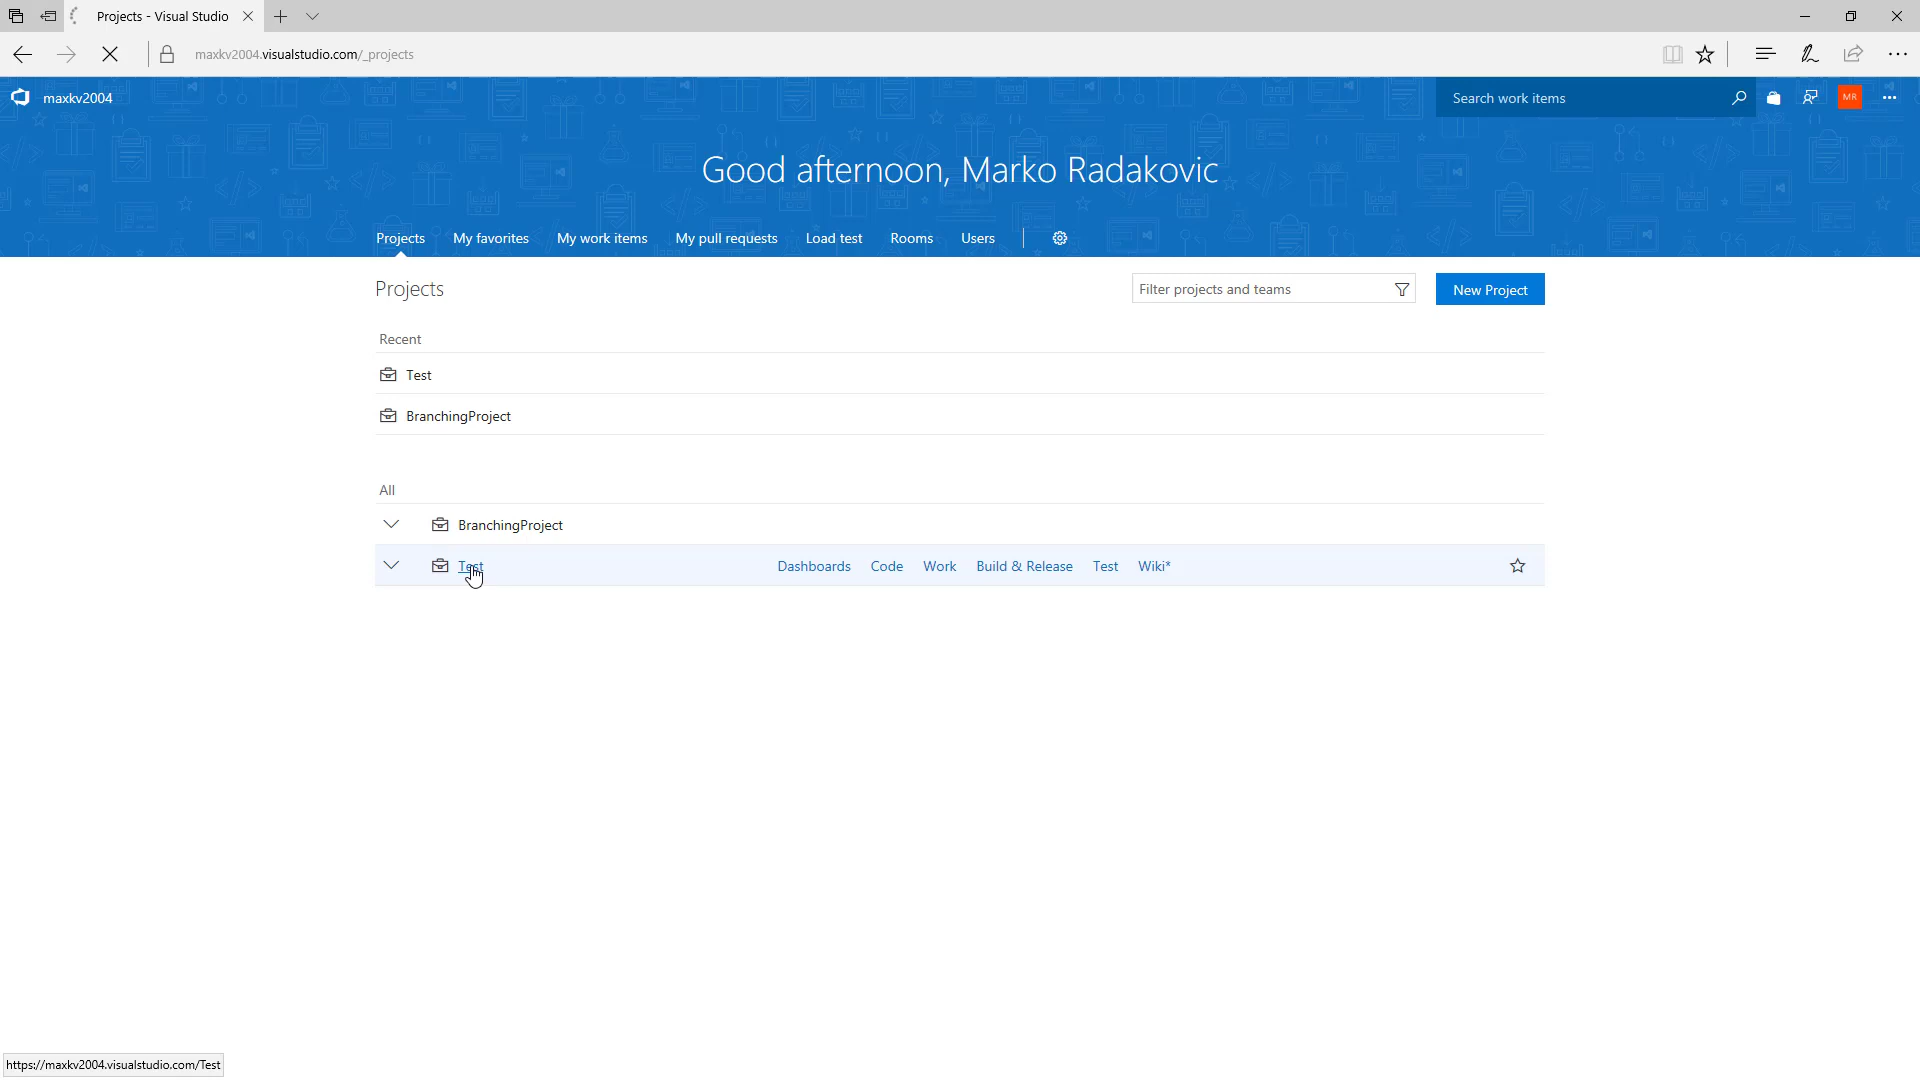 Projects - Visual Studio
maxkv2004.visualstudio.com/_projects
maxkv2004
Search work items
MR
Good afternoon, Marko Radakovic
Projects My favorites My work items My pull requests Load test Rooms Users
Projects
Filter projects and teams
New Project
Recent
Test
BranchingProject
All
BranchingProject
Test Dashboards Code Work Build & Release Test Wiki*
https://maxkv2004.visualstudio.com/Test